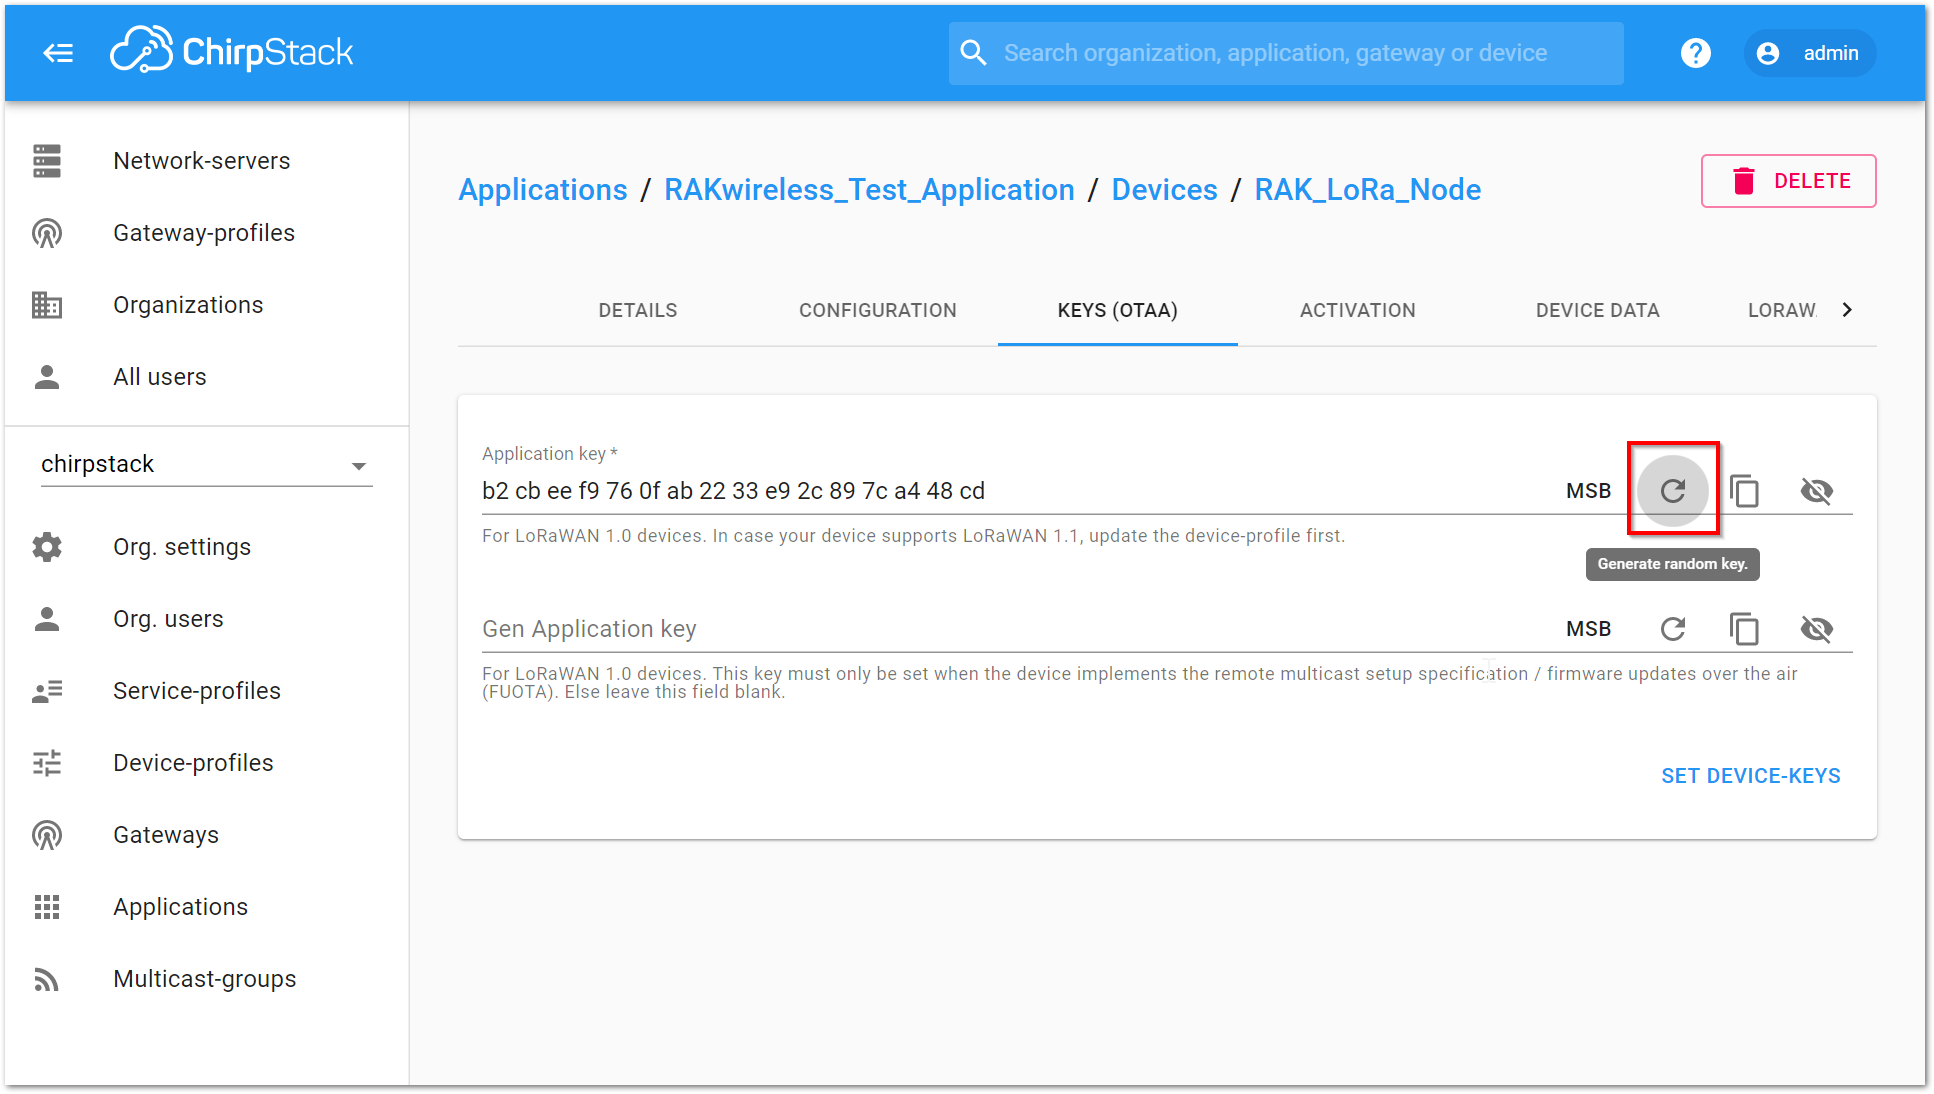 ChirpStack
Search organization, application, gateway or device
?
admin
Network-servers
Gateway-profiles
Organizations
All users
chirpstack
Org. settings
Org. users
Service-profiles
Device-profiles
Gateways
Applications
Multicast-groups
Applications / RAKwireless_Test_Application / Devices / RAK_LoRa_Node
DELETE
DETAILS
CONFIGURATION
KEYS (OTAA)
ACTIVATION
DEVICE DATA
LORAW
Application key *
b2 cb ee f9 76 0f ab 22 33 e9 2c 89 7c a4 48 cd
MSB
For LoRaWAN 1.0 devices. In case your device supports LoRaWAN 1.1, update the device-profile first.
Generate random key.
Gen Application key
MSB
For LoRaWAN 1.0 devices. This key must only be set when the device implements the remote multicast setup specification / firmware updates over the air
(FUOTA). Else leave this field blank.
SET DEVICE-KEYS